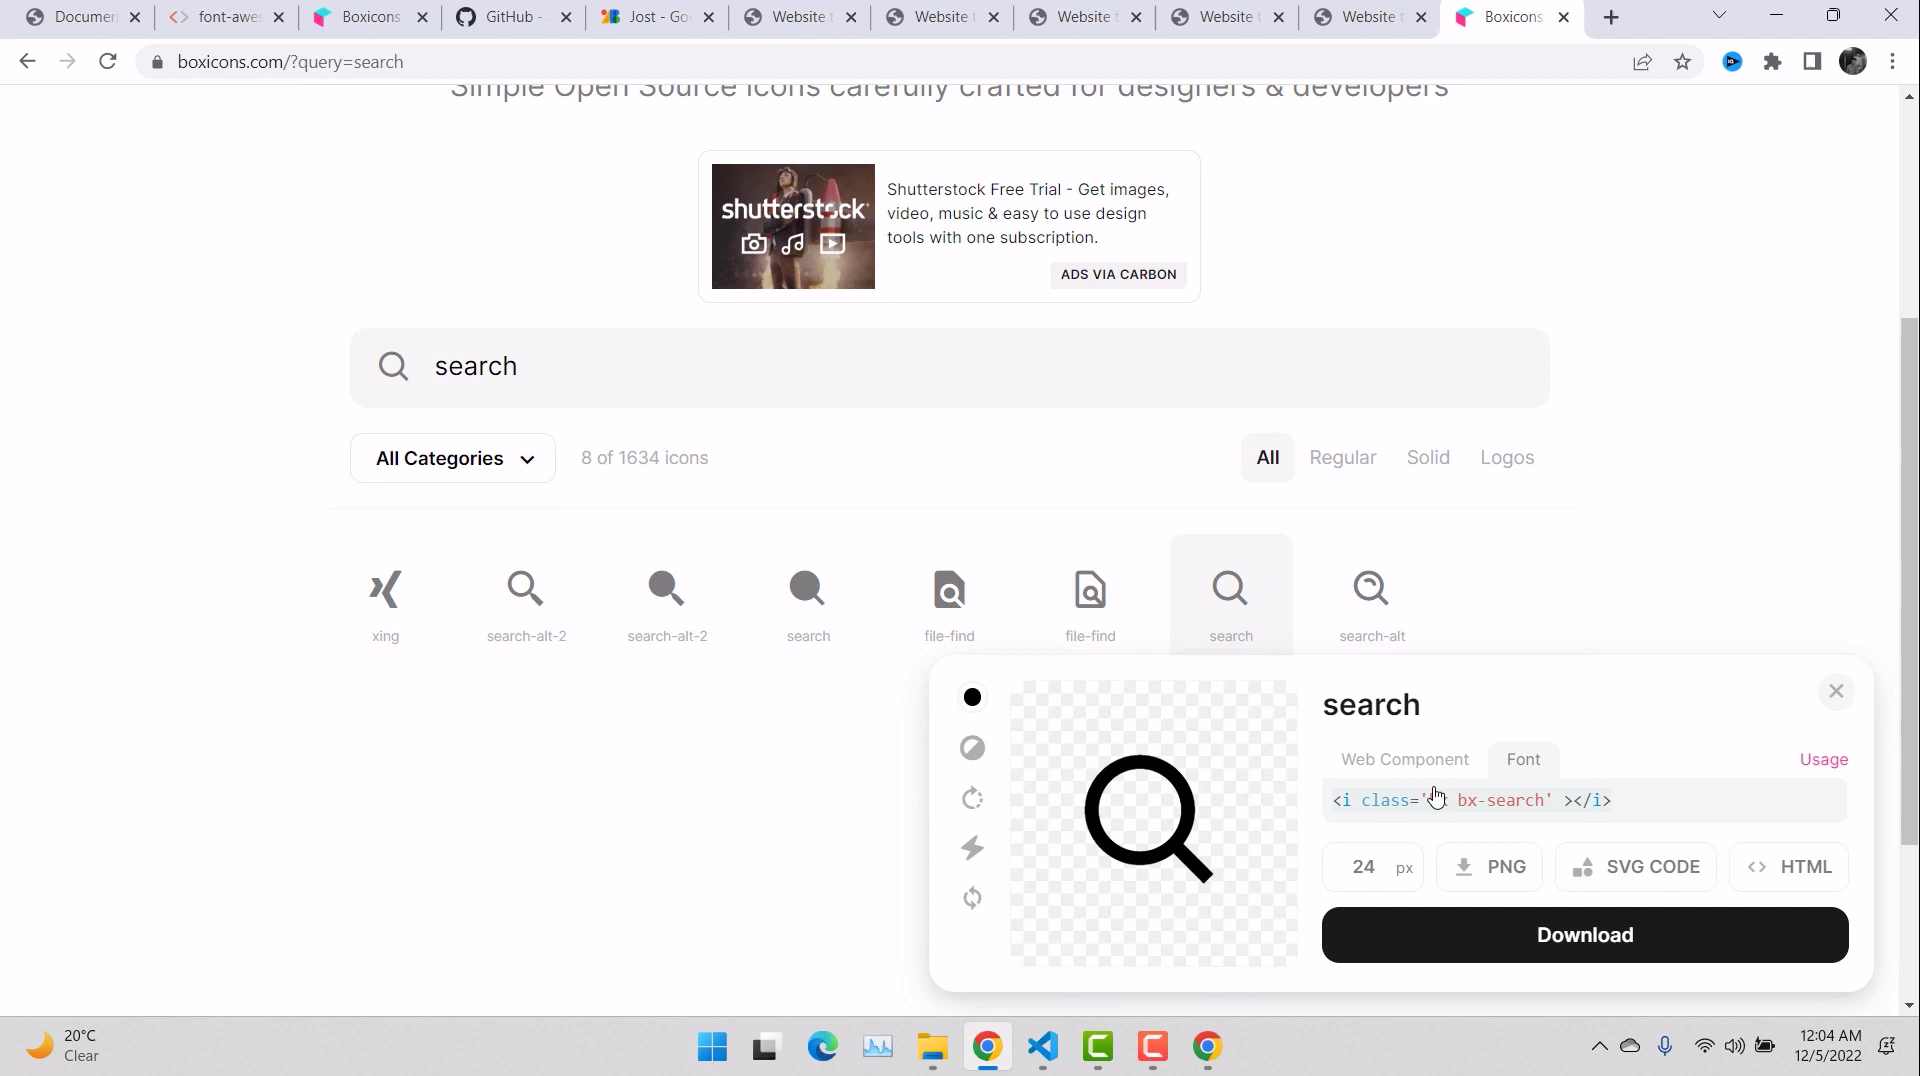 Documen
font-awe
Boxicons
GitHub -
Jost - Go
Website t
Website t
Website t
Website t
Website t
Boxicons
boxicons.com/?query=search
Simple Open Source icons carefully crafted for designers & developers
shutterstock
Shutterstock Free Trial - Get images,
video, music & easy to use design
tools with one subscription.
ADS VIA CARBON
search
All Categories
8 of 1634 icons
All
Regular
Solid
Logos
xing
search-alt-2
search-alt-2
search
file-find
file-find
search
search-alt
search
Web Component
Font
Usage
<i class=' bx-search' ></i>
24 px
PNG
SVG CODE
<> HTML
Download
20°C
Clear
12:04 AM
12/5/2022